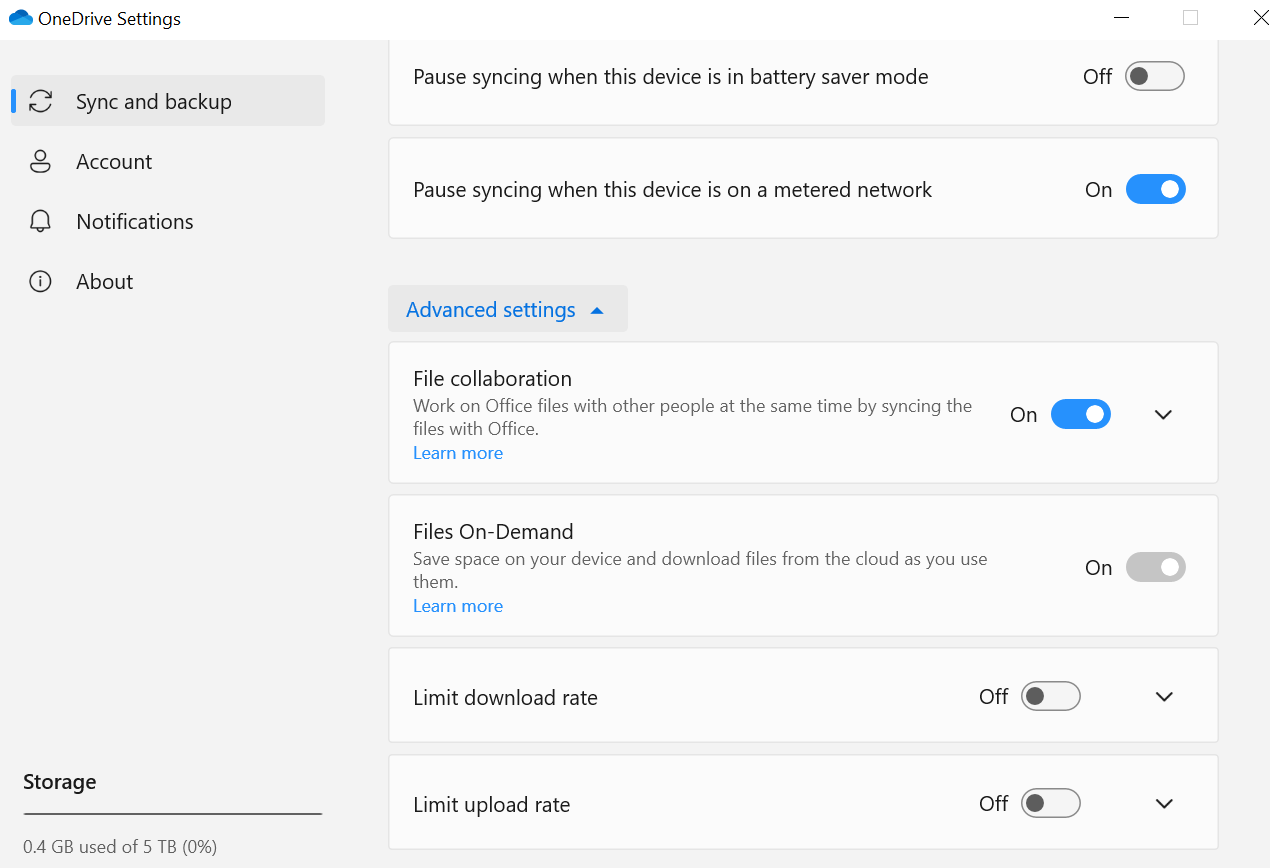 OneDrive Settings
Sync and backup
Account
Notifications
About
Storage
0.4 GB used of 5 TB (0%)
Pause syncing when this device is in battery saver mode
Off
Pause syncing when this device is on a metered network
On
Advanced settings
File collaboration
Work on Office files with other people at the same time by syncing the
files with Office.
Learn more
On
Files On-Demand
Save space on your device and download files from the cloud as you use
them.
Learn more
On
Limit download rate
Off
Limit upload rate
Off